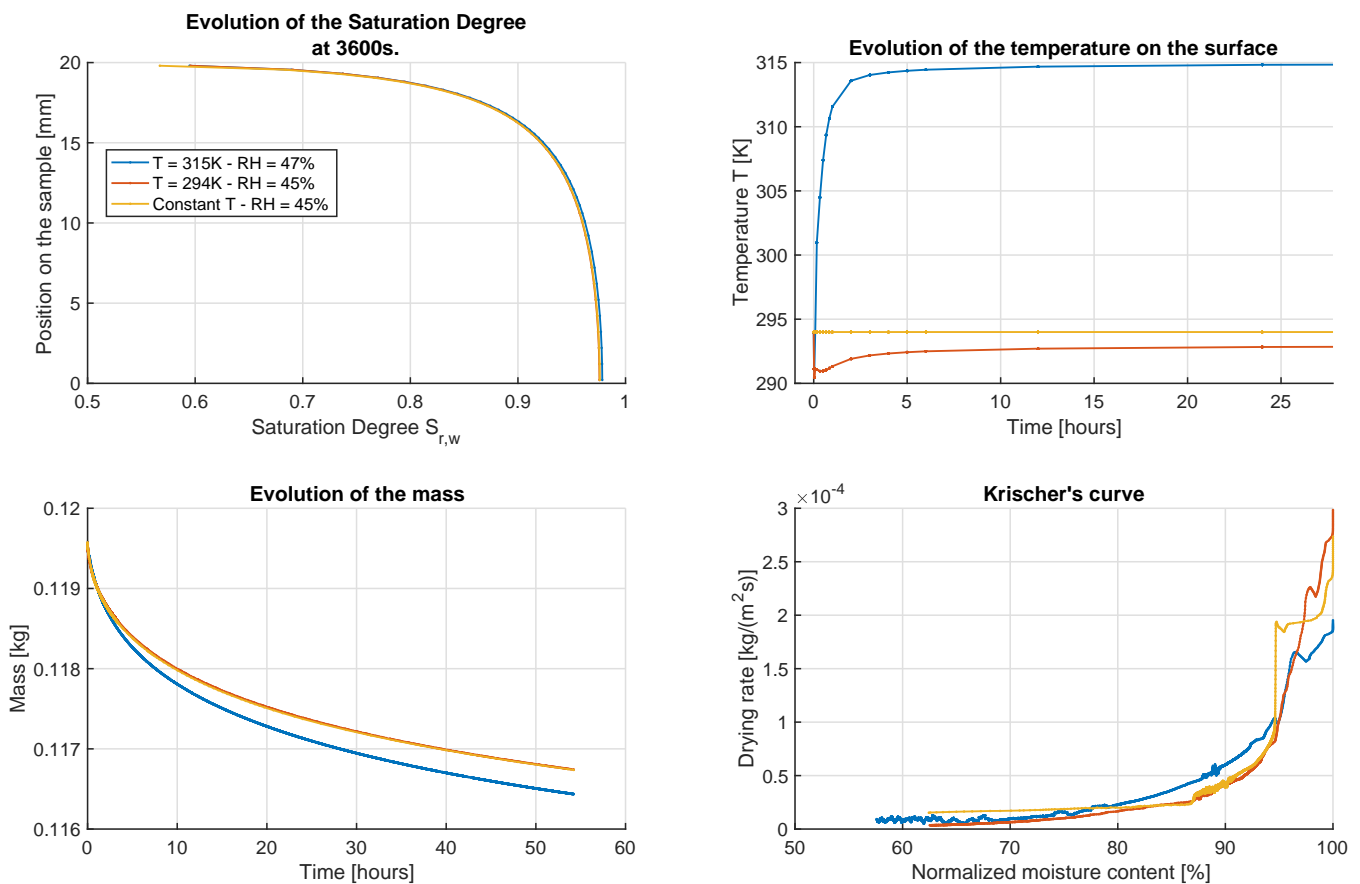 Evolution of the Saturation Degree
at 3600s.
20
15
10
5
0
0.5 0.6 0.7 0.8 0.9 1
Position on the sample [mm]
Saturation Degree S_{r,w}
T = 315K - RH = 47%
T = 294K - RH = 45%
Constant T - RH = 45%
Evolution of the temperature on the surface
315
310
305
300
295
290
0 5 10 15 20 25
Temperature T [K]
Time [hours]
Evolution of the mass
0.12
0.119
0.118
0.117
0.116
0 10 20 30 40 50 60
Mass [kg]
Time [hours]
Krischer's curve
×10^{-4}
3
2.5
2
1.5
1
0.5
0
50 60 70 80 90 100
Drying rate [kg/(m^{2}s)]
Normalized moisture content [%]